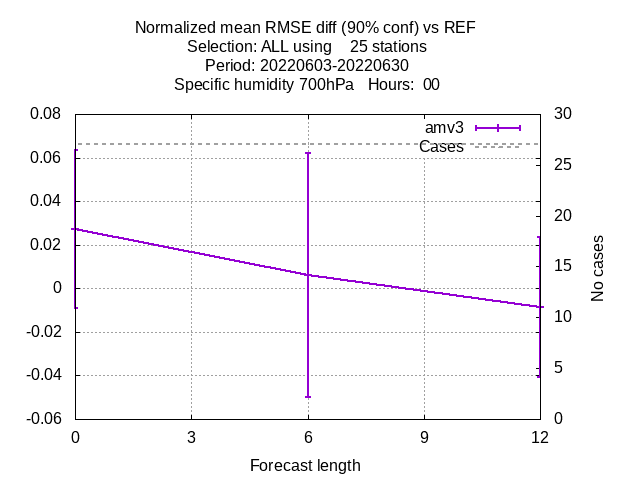 Normalized mean RMSE diff (90% conf) vs REF
Selection: ALL using    25 stations
Period: 20220603-20220630
Specific humidity 700hPa   Hours:  00
0.08
0.06
0.04
0.02
0
-0.02
-0.04
-0.06
30
25
20
15
10
5
0
amv3
Cases
No cases
0 3 6 9 12
Forecast length